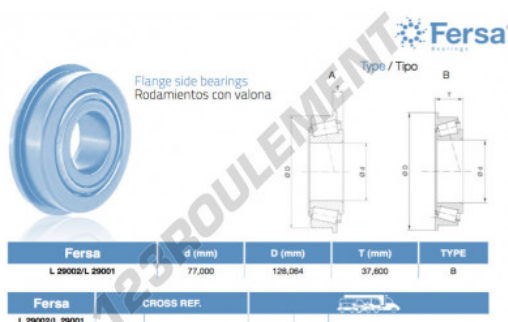 Fersa
Bearings
Flange side bearings
Rodamientos con valona
Type / Tipo
A
B
T
T
Ø D
Ø d
Ø D
Ø d
Fersa d (mm) D (mm) T (mm) TYPE
L 29002/L 29001 77,000 128,064 37,600 B
Fersa CROSS REF.
L 29002/L 29001
123ROULEMENT